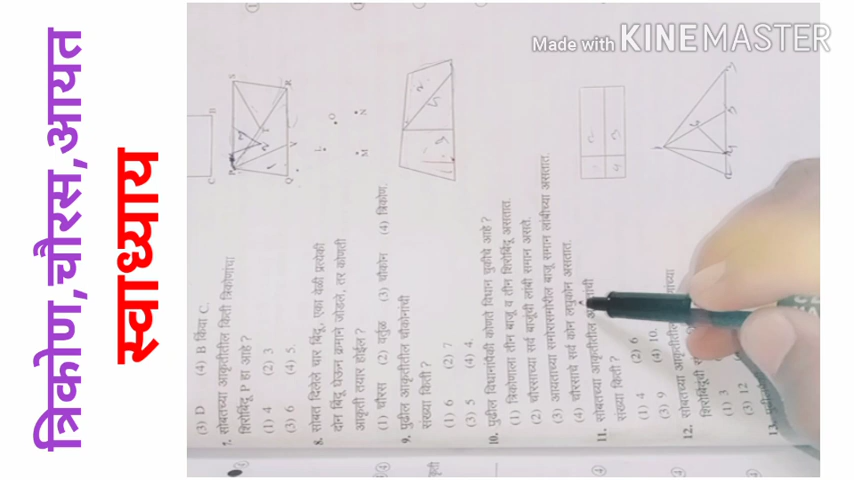 त्रिकोण,चौरस,आयत
स्वाध्याय
Made with KINEMASTER
(3) D (4) B किंवा C.
7. सोबतच्या आकृतीतील किती त्रिकोणांचा
शिरोबिंदू P हा आहे ?
(1) 4 (2) 3
(3) 6 (4) 5.
8. सोबत दिलेले चार बिंदू, एका वेळी प्रत्येकी
दोन बिंदू घेऊन क्रमाने जोडले, तर कोणती
आकृती तयार होईल ?
(1) चौरस (2) वर्तुळ (3) चौकोन (4) त्रिकोण.
9. पुढील आकृतीतील चौकोनांची
संख्या किती ?
(1) 6 (2) 7
(3) 5 (4) 4.
10. पुढील विधानांपैकी कोणते विधान चुकीचे आहे ?
(1) त्रिकोणाला तीन बाजू व तीन शिरोबिंदू असतात.
(2) चौरसाच्या सर्व बाजूंची लांबी समान असते.
(3) आयताच्या समोरासमोरील बाजू समान लांबीच्या असतात.
(4) चौरसाचे सर्व कोन लघुकोन असतात.
11. सोबतच्या आकृतीतील
संख्या किती ?
(1) 4 (2) 6
(3) 9 (4) 10.
12. सोबतच्या आकृतीतील
शिरोबिंदूंची
(1) 3
(3) 12
13.